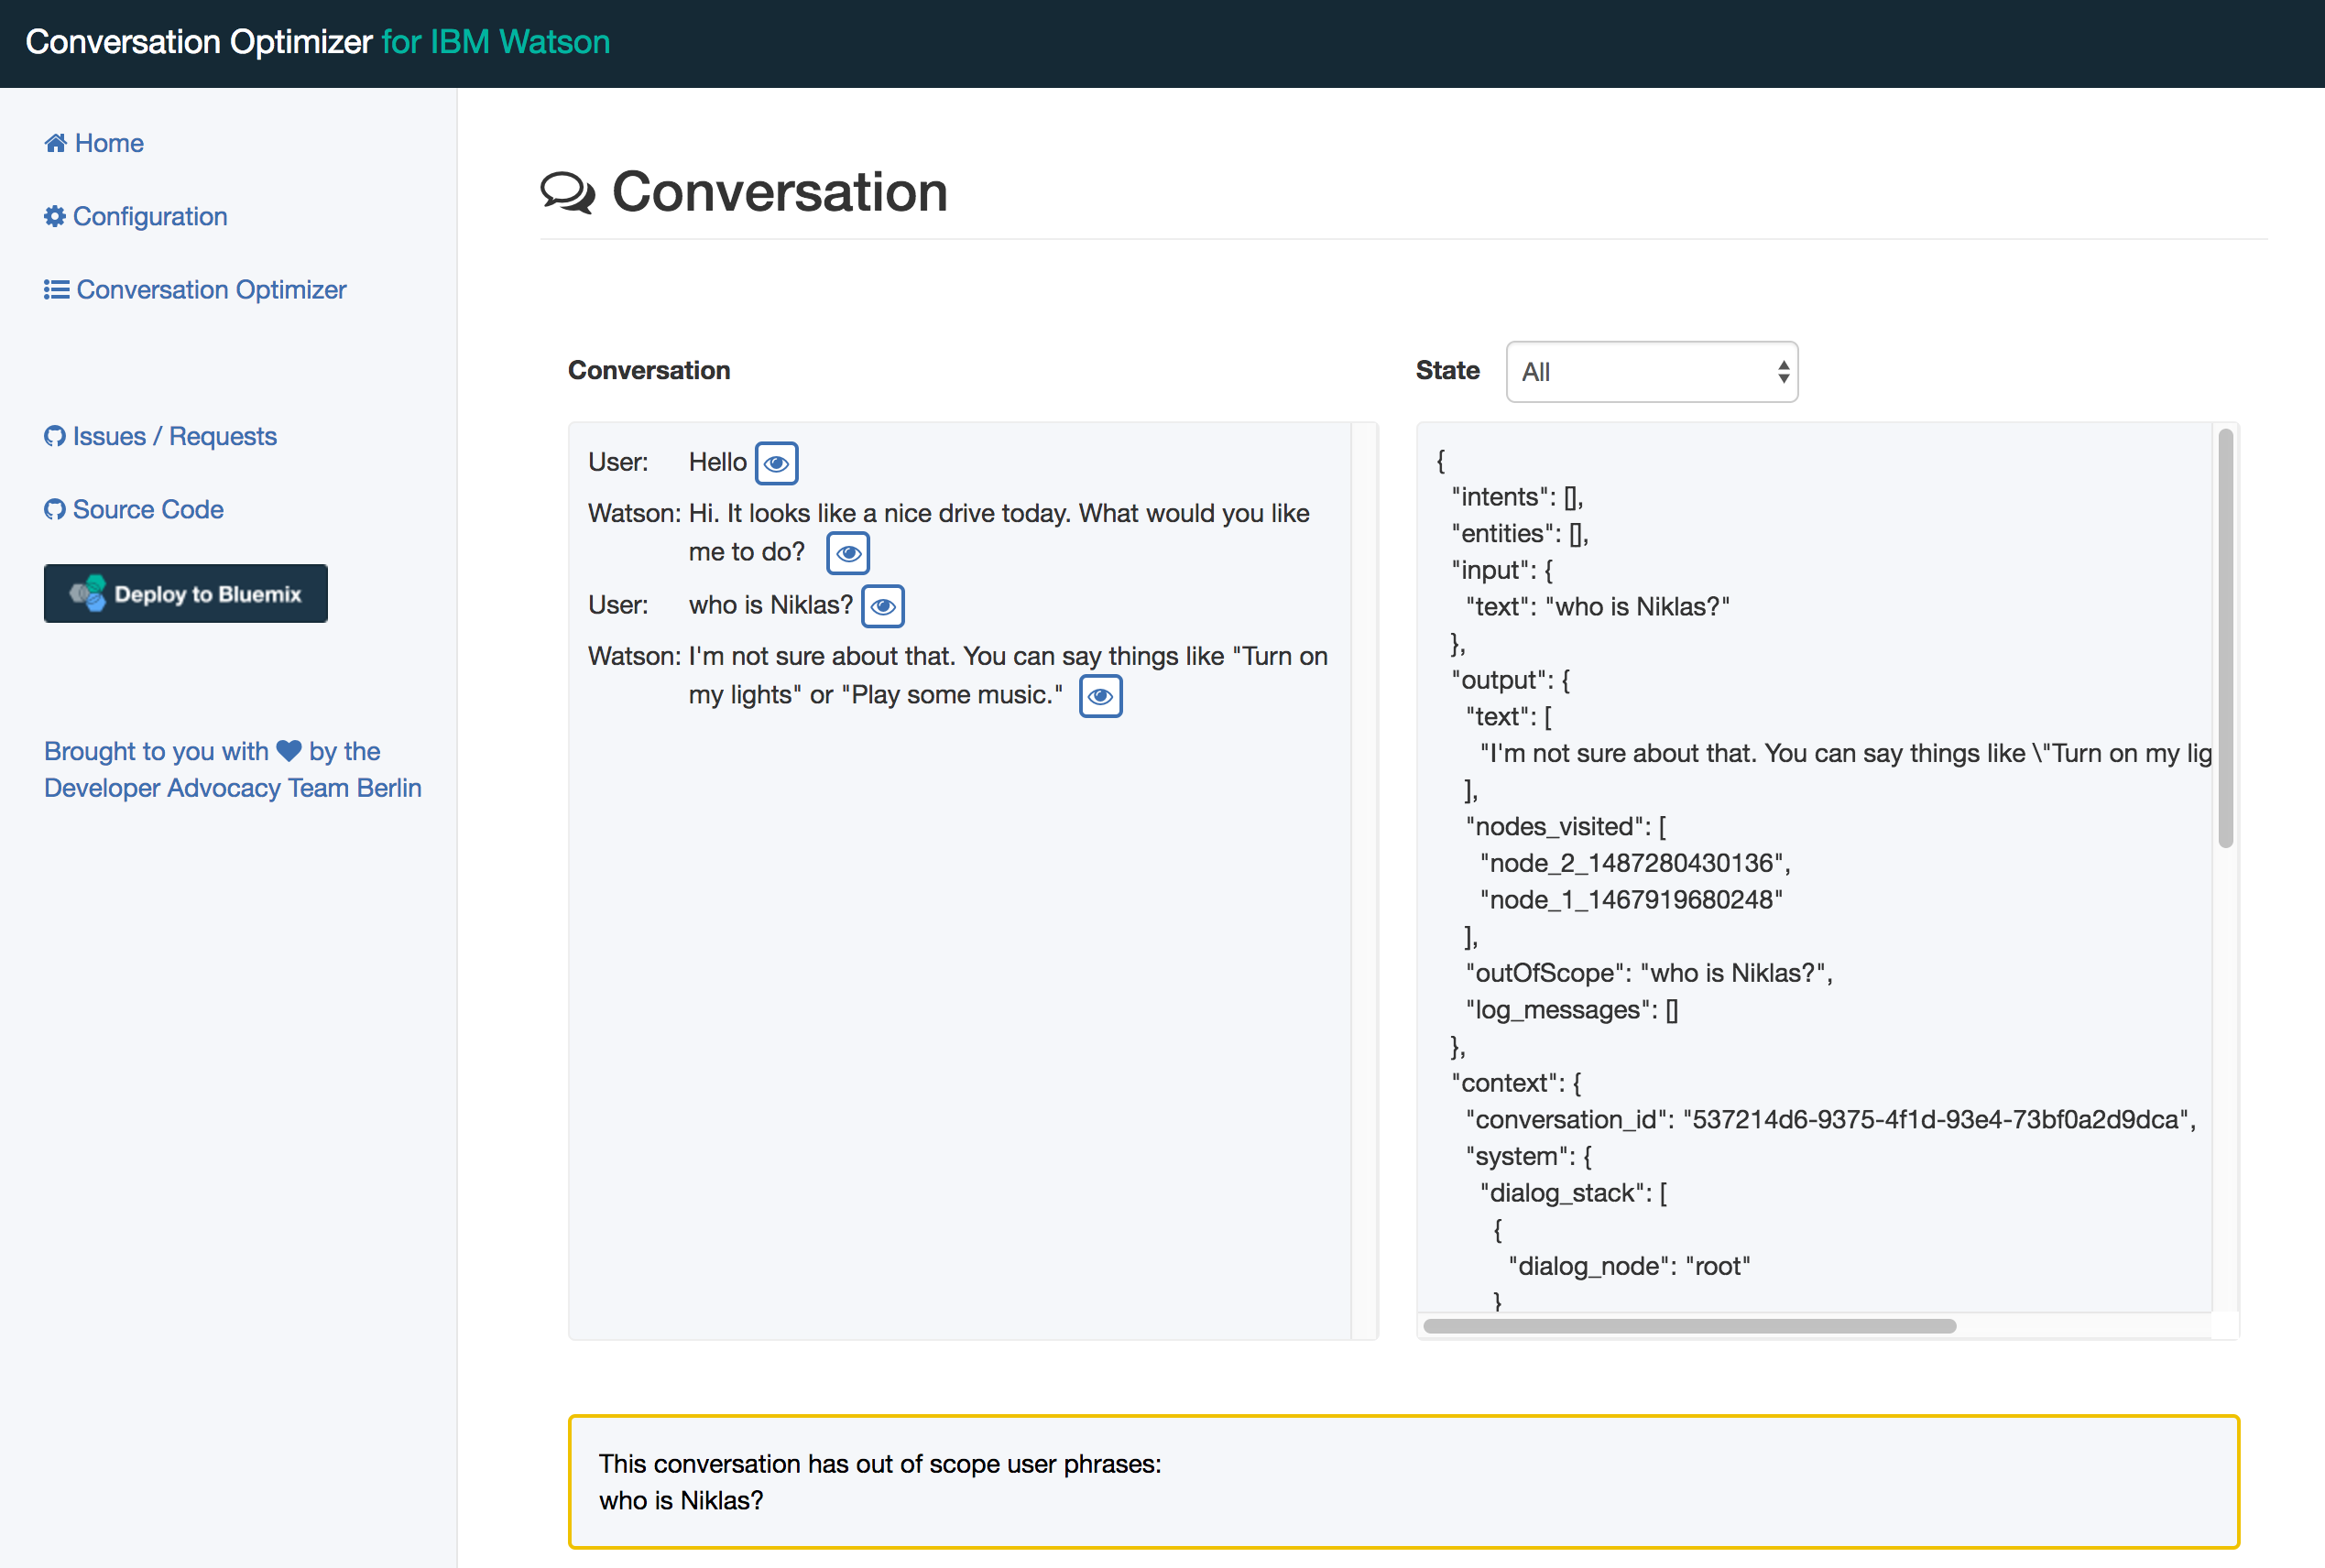 Conversation Optimizer for IBM Watson
Home
Configuration
Conversation Optimizer
Issues / Requests
Source Code
Deploy to Bluemix
Brought to you with by the
Developer Advocacy Team Berlin
Conversation
Conversation
User: Hello
Watson: Hi. It looks like a nice drive today. What would you like
me to do?
User: who is Niklas?
Watson: I'm not sure about that. You can say things like "Turn on
my lights" or "Play some music."
State All
{
"intents": [],
"entities": [],
"input": {
"text": "who is Niklas?"
},
"output": {
"text": [
"I'm not sure about that. You can say things like \"Turn on my lig
],
"nodes_visited": [
"node_2_1487280430136",
"node_1_1467919680248"
],
"outOfScope": "who is Niklas?",
"log_messages": []
},
"context": {
"conversation_id": "537214d6-9375-4f1d-93e4-73bf0a2d9dca",
"system": {
"dialog_stack": [
{
"dialog_node": "root"
}
This conversation has out of scope user phrases:
who is Niklas?